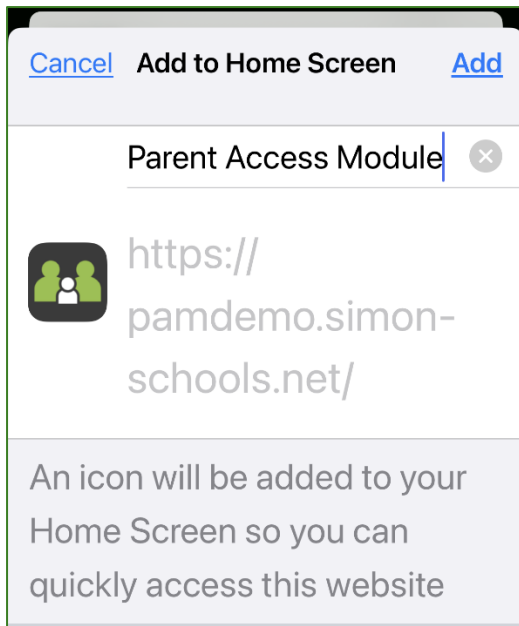 Cancel Add to Home Screen Add
Parent Access Module
https://
pamdemo.simon-
schools.net/
An icon will be added to your
Home Screen so you can
quickly access this website